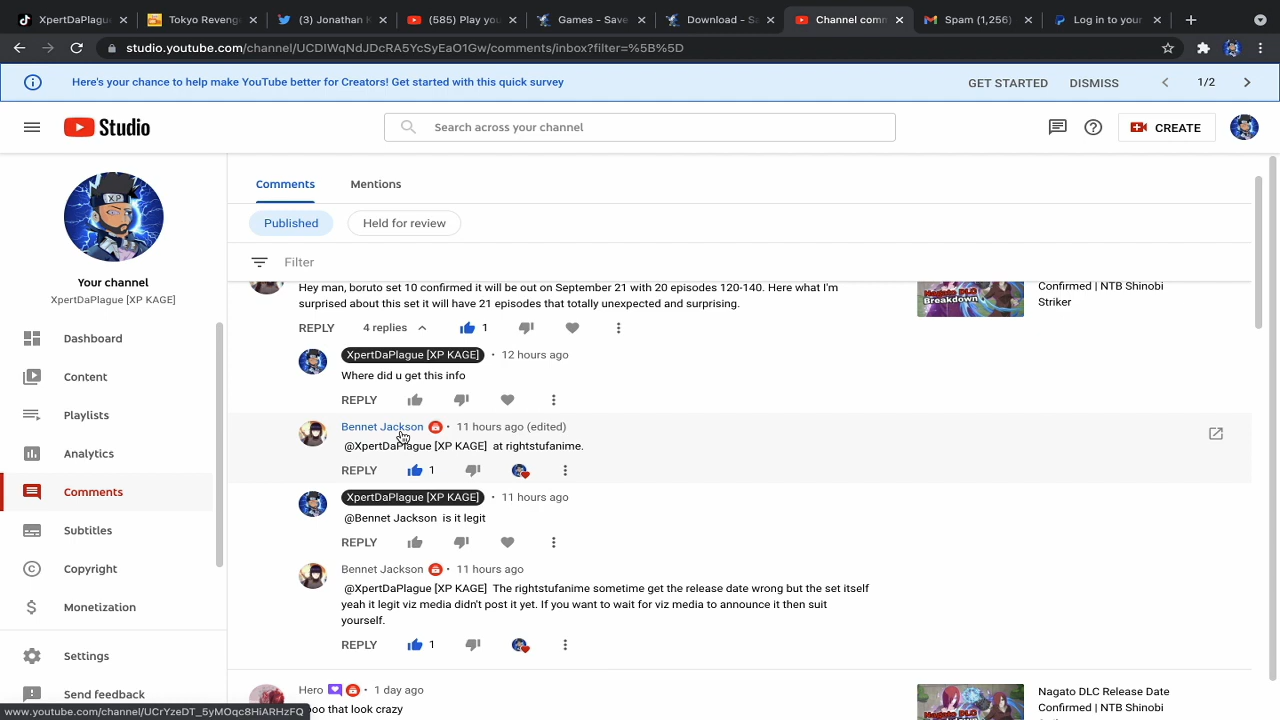 XpertDaPlague
Tokyo Reveng
(3) Jonathan K
(585) Play you
Games - Save
Download - Sa
Channel comm
Spam (1,256)
Log in to your
studio.youtube.com/channel/UCDIWqNdJDcRA5YcSyEaO1Gw/comments/inbox?filter=%5B%5D
Here's your chance to help make YouTube better for Creators! Get started with this quick survey
GET STARTED
DISMISS
1/2
Studio
Search across your channel
CREATE
XP
Your channel
XpertDaPlague [XP KAGE]
Dashboard
Content
Playlists
Analytics
Comments
Subtitles
Copyright
Monetization
Settings
Send feedback
Comments
Mentions
Published
Held for review
Filter
Hey man, boruto set 10 confirmed it will be out on September 21 with 20 episodes 120-140. Here what I'm
surprised about this set it will have 21 episodes that totally unexpected and surprising.
REPLY 4 replies 1
Nagato DLC
Breakdown
Confirmed | NTB Shinobi
Striker
XpertDaPlague [XP KAGE] • 12 hours ago
Where did u get this info
REPLY
Bennet Jackson • 11 hours ago (edited)
@XpertDaPlague [XP KAGE] at rightstufanime.
REPLY 1
XpertDaPlague [XP KAGE] • 11 hours ago
@Bennet Jackson is it legit
REPLY
Bennet Jackson • 11 hours ago
@XpertDaPlague [XP KAGE] The rightstufanime sometime get the release date wrong but the set itself
yeah it legit viz media didn't post it yet. If you want to wait for viz media to announce it then suit
yourself.
REPLY 1
Hero • 1 day ago
ooo that look crazy
Nagato DLC Release Date
Confirmed | NTB Shinobi
www.youtube.com/channel/UCrYzeDT_5yMOqc8HiARHzFQ